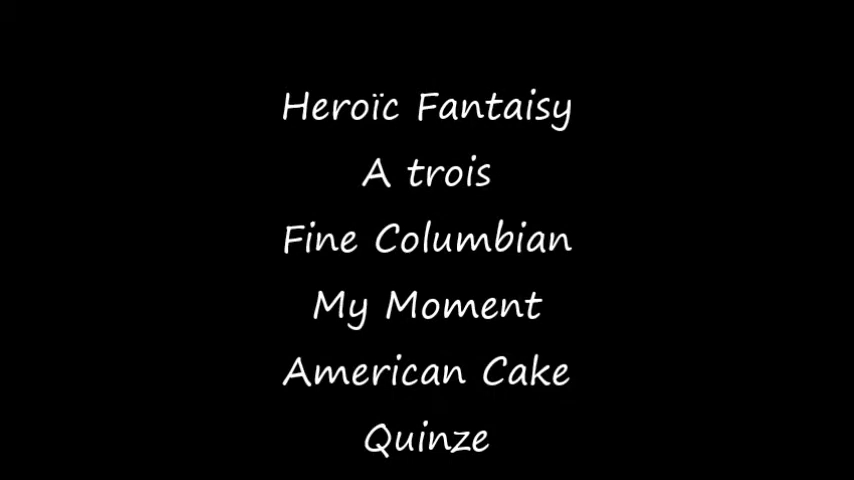 Heroïc Fantaisy
A trois
Fine Columbian
My Moment
American Cake
Quinze